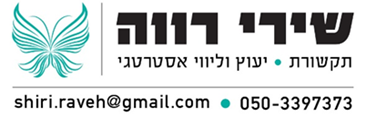 שירי רווה
תקשורת • יעוץ וליווי אסטרטגי
shiri.raveh@gmail.com • 050-3397373